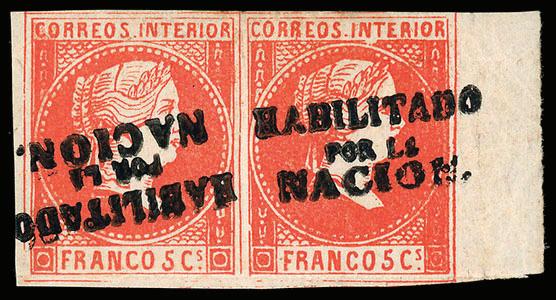 CORREOS. INTERIOR
HABILITADO
POR LA
NACION.
FRANCO 5 Cs
CORREOS. INTERIOR
HABILITADO
POR LA
NACION.
FRANCO 5 Cs